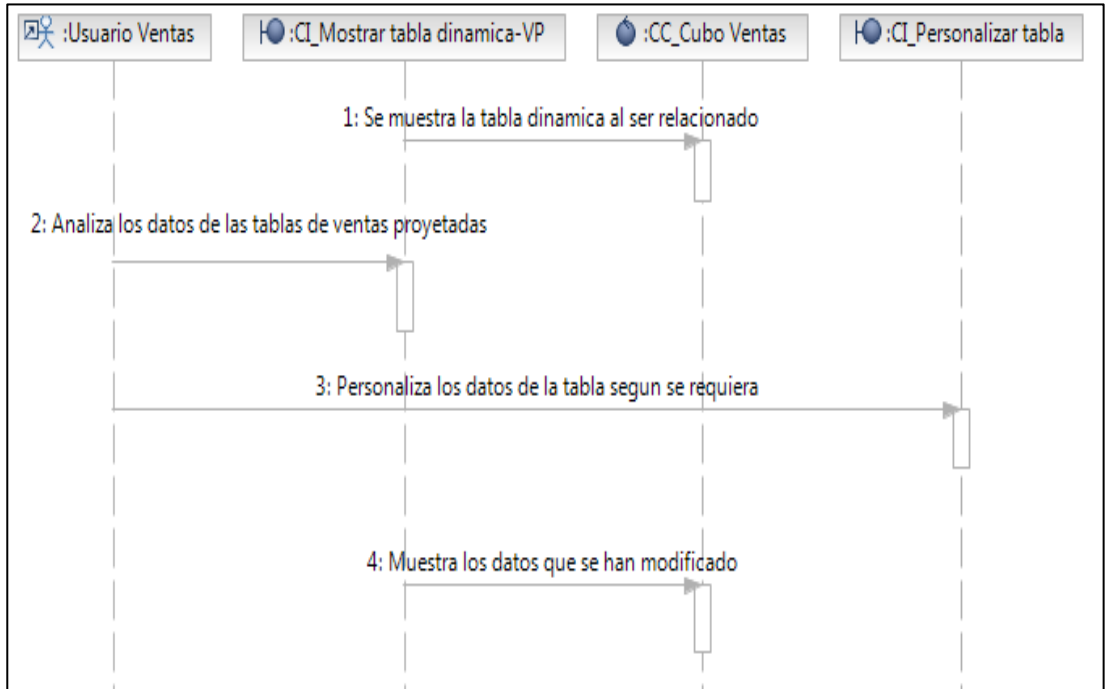 :Usuario Ventas
:CI_Mostrar tabla dinamica-VP
:CC_Cubo Ventas
:CI_Personalizar tabla
1: Se muestra la tabla dinamica al ser relacionado
2: Analiza los datos de las tablas de ventas proyetadas
3: Personaliza los datos de la tabla segun se requiera
4: Muestra los datos que se han modificado